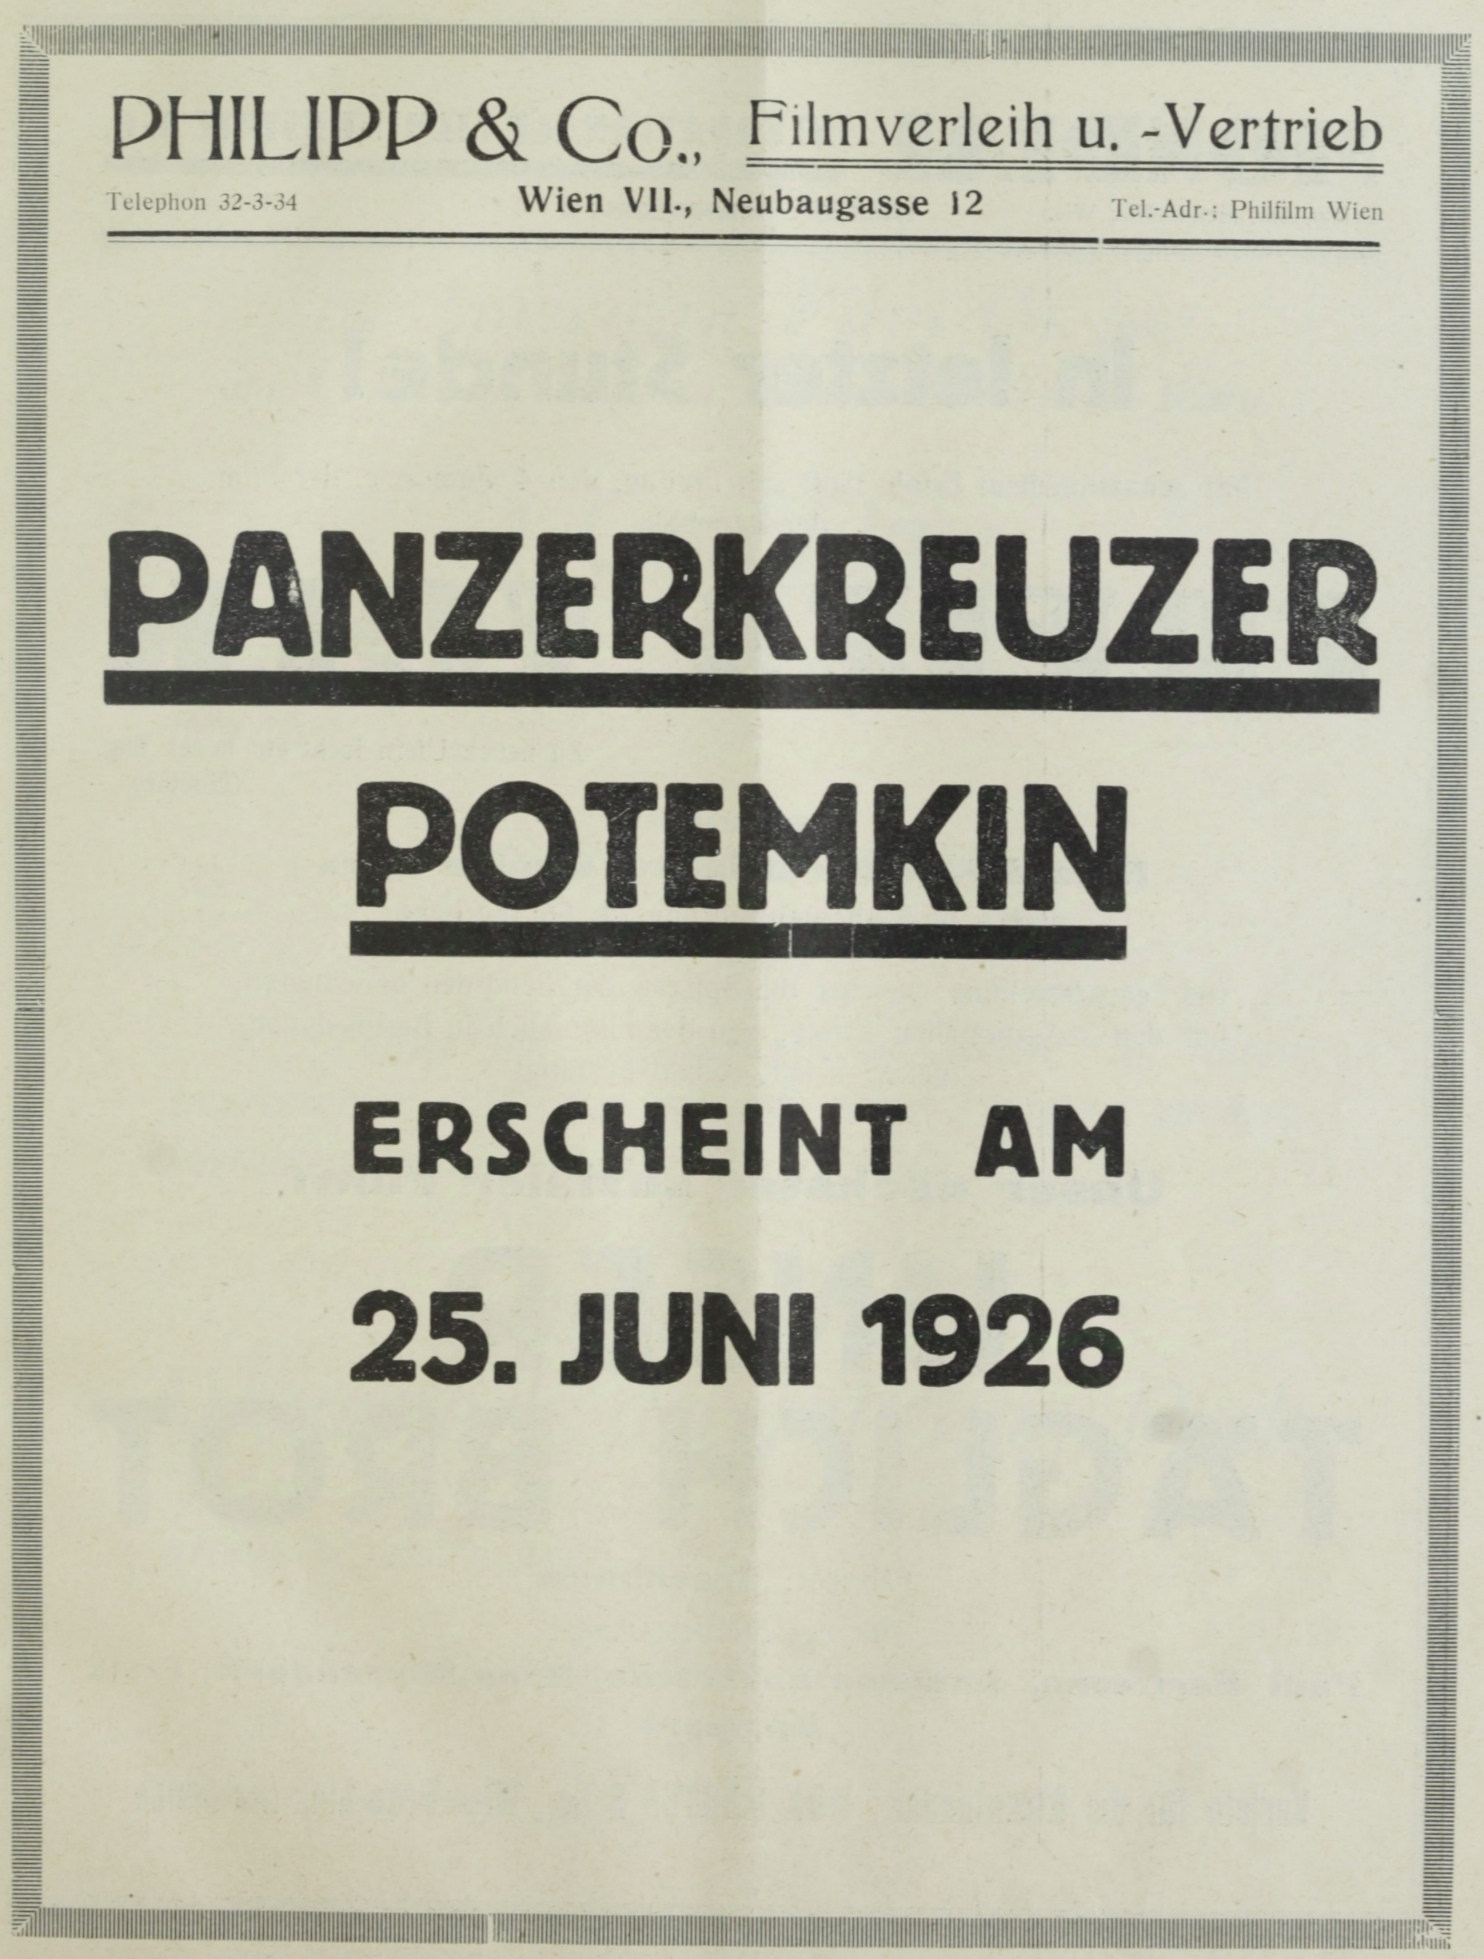 PHILIPP & Co., Filmverleih u. -Vertrieb
Telephon 32-3-34 Wien VII., Neubaugasse 12 Tel.-Adr.: Philfilm Wien
PANZERKREUZER
POTEMKIN
ERSCHEINT AM
25. JUNI 1926